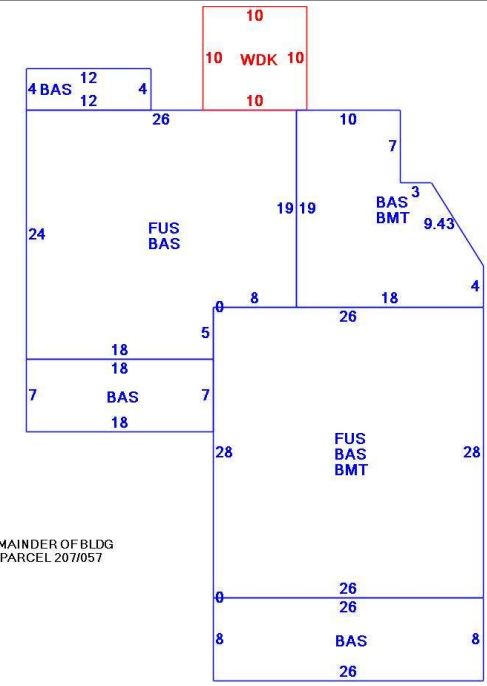 10
10 WDK 10
10
12
4 BAS 4
12
26
10
7
3
9.43
BAS
BMT
4
24
FUS
BAS
19 19
8
18
0
26
5
18
18
7 BAS 7
18
28
FUS
BAS
BMT
28
MAINDER OF BLDG
PARCEL 207/057
26
0
26
8 BAS 8
26